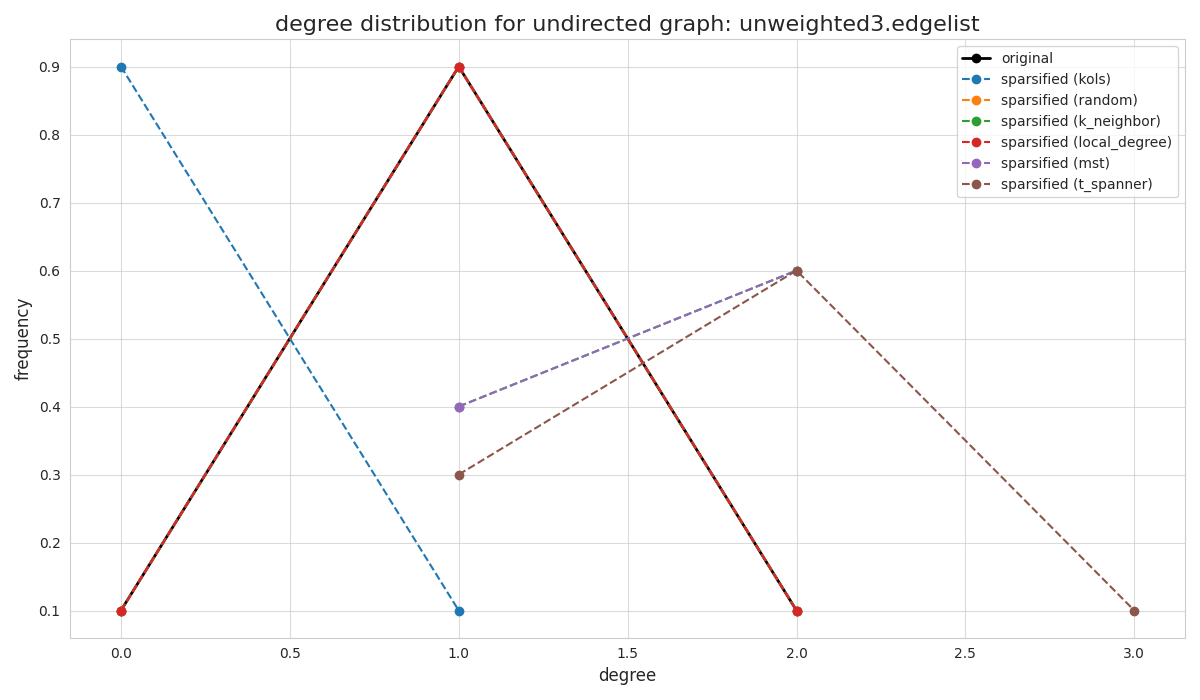 degree distribution for undirected graph: unweighted3.edgelist
original
sparsified (kols)
sparsified (random)
sparsified (k_neighbor)
sparsified (local_degree)
sparsified (mst)
sparsified (t_spanner)
0.9
0.8
0.7
0.6
0.5
0.4
0.3
0.2
0.1
frequency
0.0 0.5 1.0 1.5 2.0 2.5 3.0
degree